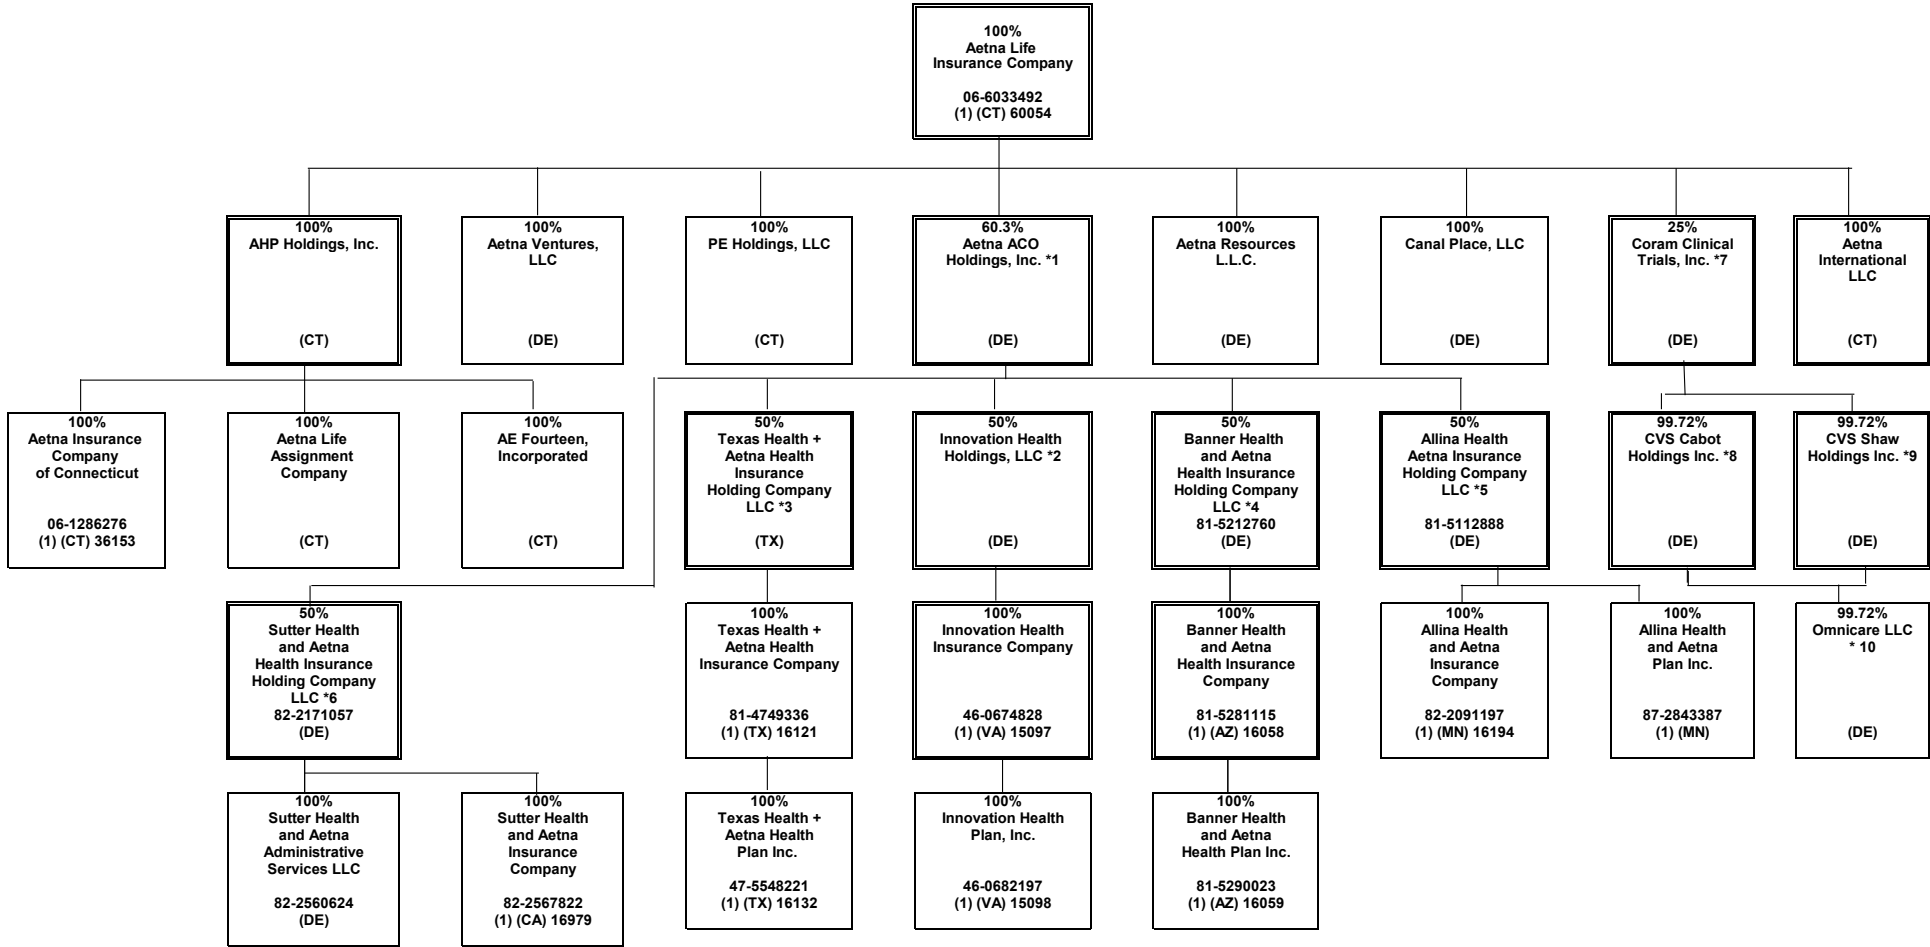 100%
Aetna Life
Insurance Company
06-6033492
(1) (CT) 60054
100%
AHP Holdings, Inc.
(CT)
100%
Aetna Ventures,
LLC
(DE)
100%
PE Holdings, LLC
(CT)
60.3%
Aetna ACO
Holdings, Inc. *1
(DE)
100%
Aetna Resources
L.L.C.
(DE)
100%
Canal Place, LLC
(DE)
25%
Coram Clinical
Trials, Inc. *7
(DE)
100%
Aetna
International
LLC
(CT)
100%
Aetna Insurance
Company
of Connecticut
06-1286276
(1) (CT) 36153
100%
Aetna Life
Assignment
Company
(CT)
100%
AE Fourteen,
Incorporated
(CT)
50%
Texas Health +
Aetna Health
Insurance
Holding Company
LLC *3
(TX)
50%
Innovation Health
Holdings, LLC *2
(DE)
50%
Banner Health
and Aetna
Health Insurance
Holding Company
LLC *4
81-5212760
(DE)
50%
Allina Health
Aetna Insurance
Holding Company
LLC *5
81-5112888
(DE)
99.72%
CVS Cabot
Holdings Inc. *8
(DE)
99.72%
CVS Shaw
Holdings Inc. *9
(DE)
50%
Sutter Health
and Aetna
Health Insurance
Holding Company
LLC *6
82-2171057
(DE)
100%
Texas Health +
Aetna Health
Insurance Company
81-4749336
(1) (TX) 16121
100%
Innovation Health
Insurance Company
46-0674828
(1) (VA) 15097
100%
Banner Health
and Aetna
Health Insurance
Company
81-5281115
(1) (AZ) 16058
100%
Allina Health
and Aetna
Insurance
Company
82-2091197
(1) (MN) 16194
100%
Allina Health
and Aetna
Plan Inc.
87-2843387
(1) (MN)
99.72%
Omnicare LLC
* 10
(DE)
100%
Sutter Health
and Aetna
Administrative
Services LLC
82-2560624
(DE)
100%
Sutter Health
and Aetna
Insurance
Company
82-2567822
(1) (CA) 16979
100%
Texas Health +
Aetna Health
Plan Inc.
47-5548221
(1) (TX) 16132
100%
Innovation Health
Plan, Inc.
46-0682197
(1) (VA) 15098
100%
Banner Health
and Aetna
Health Plan Inc.
81-5290023
(1) (AZ) 16059